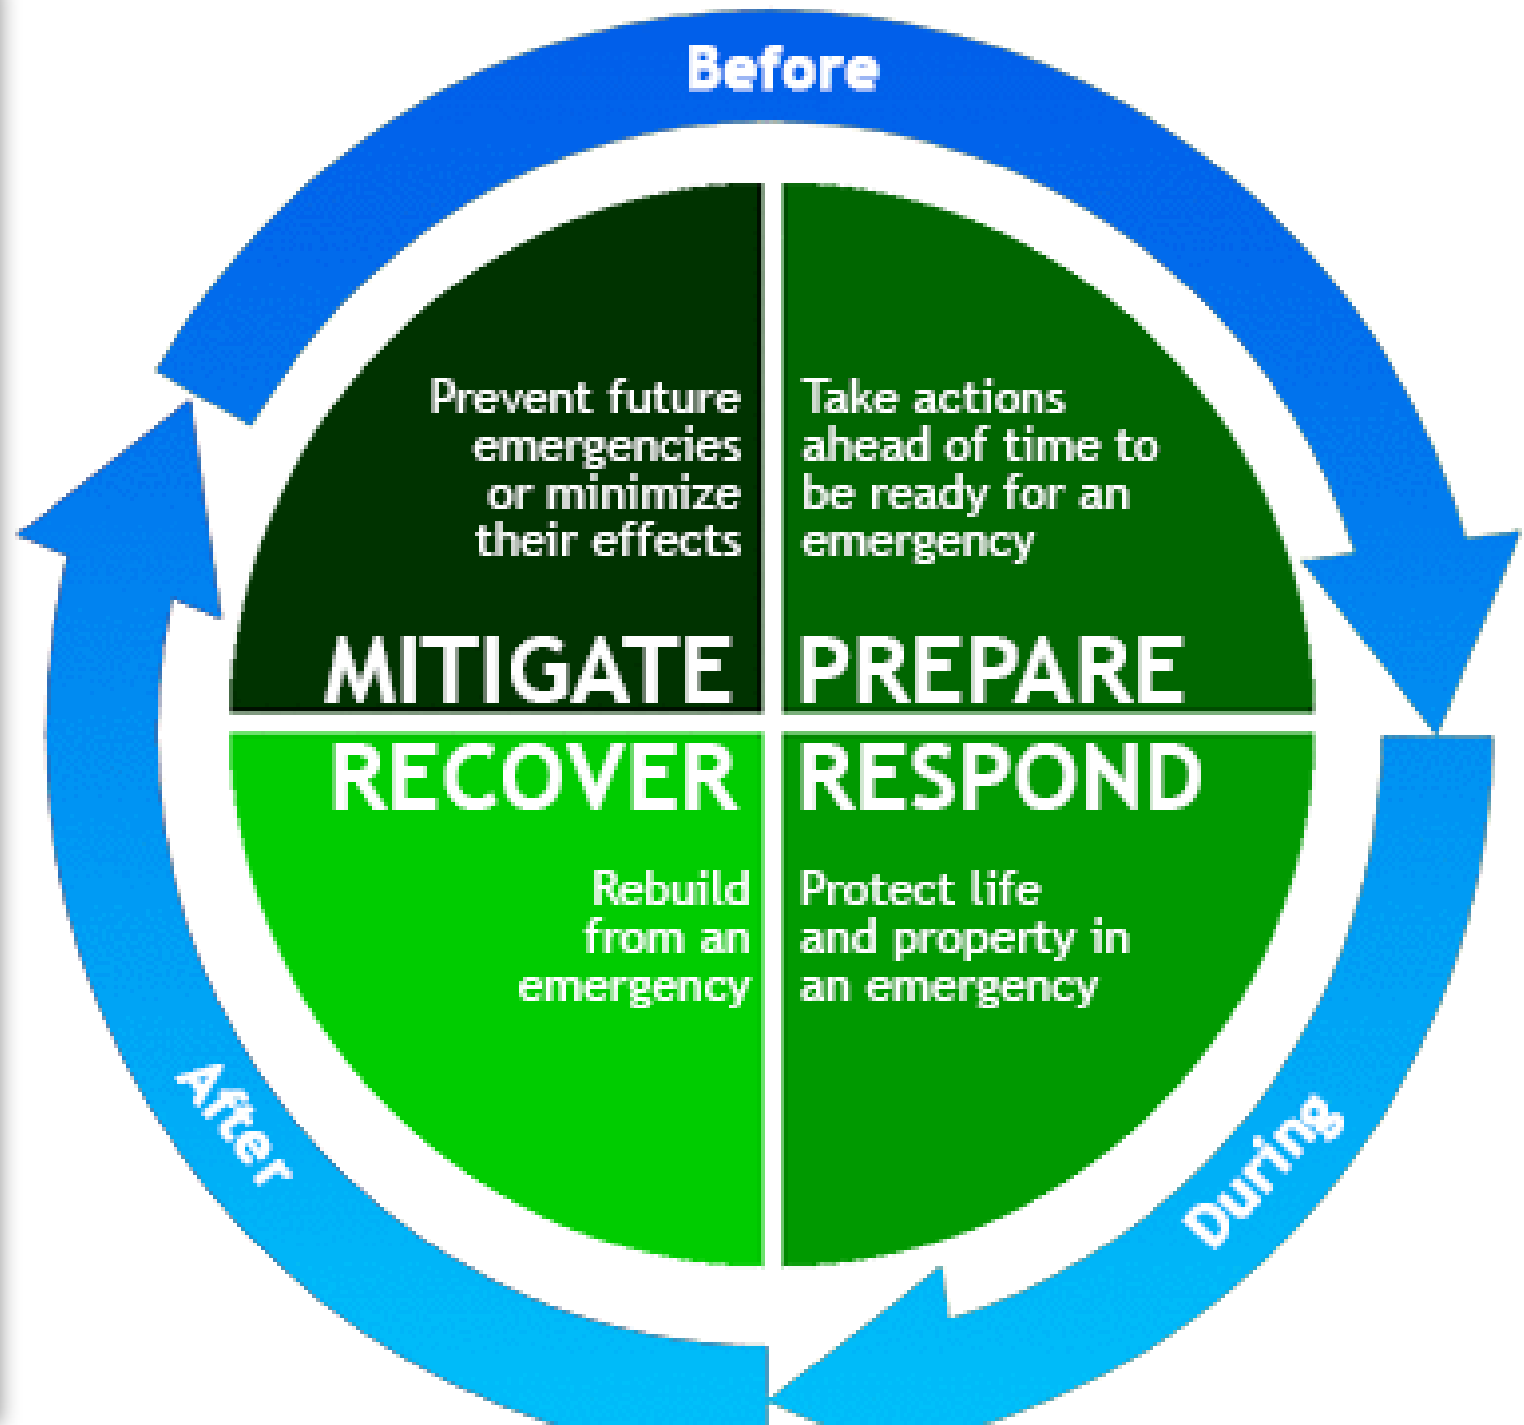 Before
Prevent future
emergencies
or minimize
their effects
MITIGATE
Take actions
ahead of time to
be ready for an
emergency
PREPARE
RECOVER
Rebuild
from an
emergency
RESPOND
Protect life
and property in
an emergency
After
During